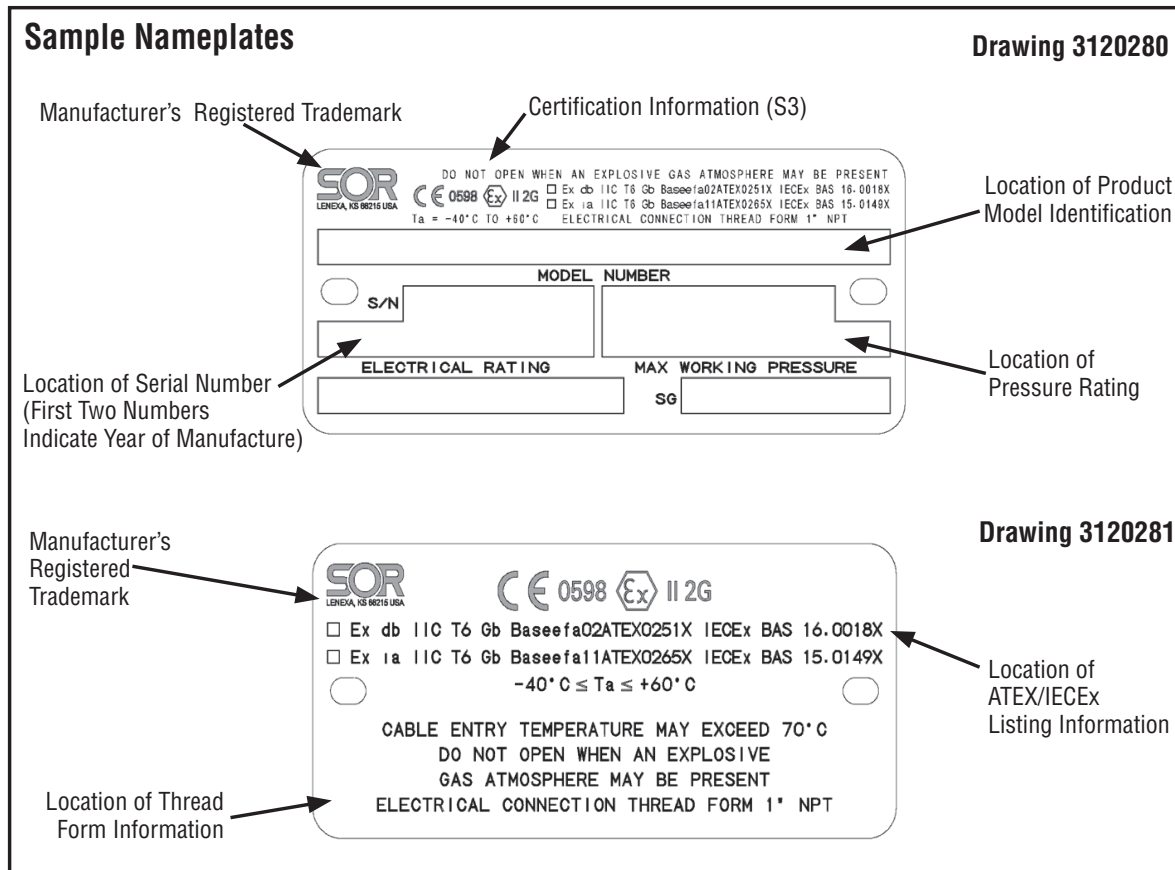 Sample Nameplates
Drawing 3120280
Manufacturer's Registered Trademark
Certification Information (S3)
SOR
LENEXA, KS 66215 USA
DO NOT OPEN WHEN AN EXPLOSIVE GAS ATMOSPHERE MAY BE PRESENT
CE 0598 Ex II 2G
□ Ex db IIC T6 Gb Baseefa02ATEX0251X IECEx BAS 16.0018X
□ Ex ia IIC T6 Gb Baseefa11ATEX0265X IECEx BAS 15.0149X
Ta = -40°C TO +60°C ELECTRICAL CONNECTION THREAD FORM 1" NPT
Location of Product
Model Identification
MODEL NUMBER
S/N
ELECTRICAL RATING
MAX WORKING PRESSURE
SG
Location of
Pressure Rating
Location of Serial Number
(First Two Numbers
Indicate Year of Manufacture)
Drawing 3120281
Manufacturer's
Registered
Trademark
SOR
LENEXA, KS 66215 USA
CE 0598 Ex II 2G
□ Ex db IIC T6 Gb Baseefa02ATEX0251X IECEx BAS 16.0018X
□ Ex ia IIC T6 Gb Baseefa11ATEX0265X IECEx BAS 15.0149X
-40°C ≤ Ta ≤ +60°C
Location of
ATEX/IECEx
Listing Information
CABLE ENTRY TEMPERATURE MAY EXCEED 70°C
DO NOT OPEN WHEN AN EXPLOSIVE
GAS ATMOSPHERE MAY BE PRESENT
ELECTRICAL CONNECTION THREAD FORM 1" NPT
Location of Thread
Form Information